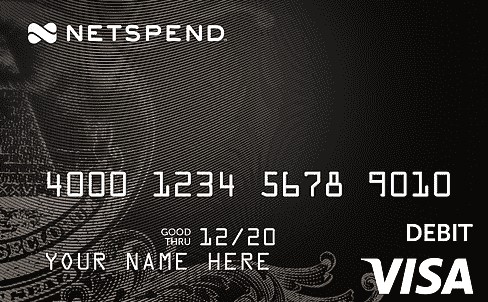 NETSPEND
4000 1234 5678 9010
DEBIT
GOOD THRU 12/20
YOUR NAME HERE
VISA